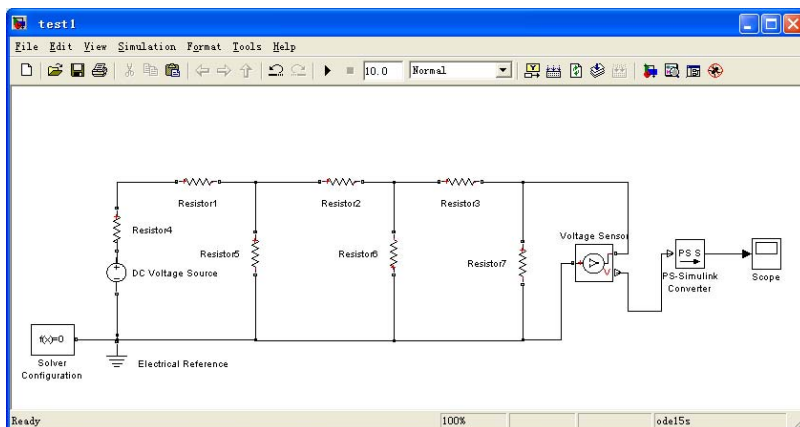 test1
File Edit View Simulation Format Tools Help
10.0 Normal
Resistor1 Resistor2 Resistor3
Resistor4
Resistor5 Resistor6 Resistor7
Voltage Sensor
DC Voltage Source
V
PS S
PS-Simulink
Converter
Scope
f(x)=0
Solver
Configuration
Electrical Reference
Ready 100% ode15s